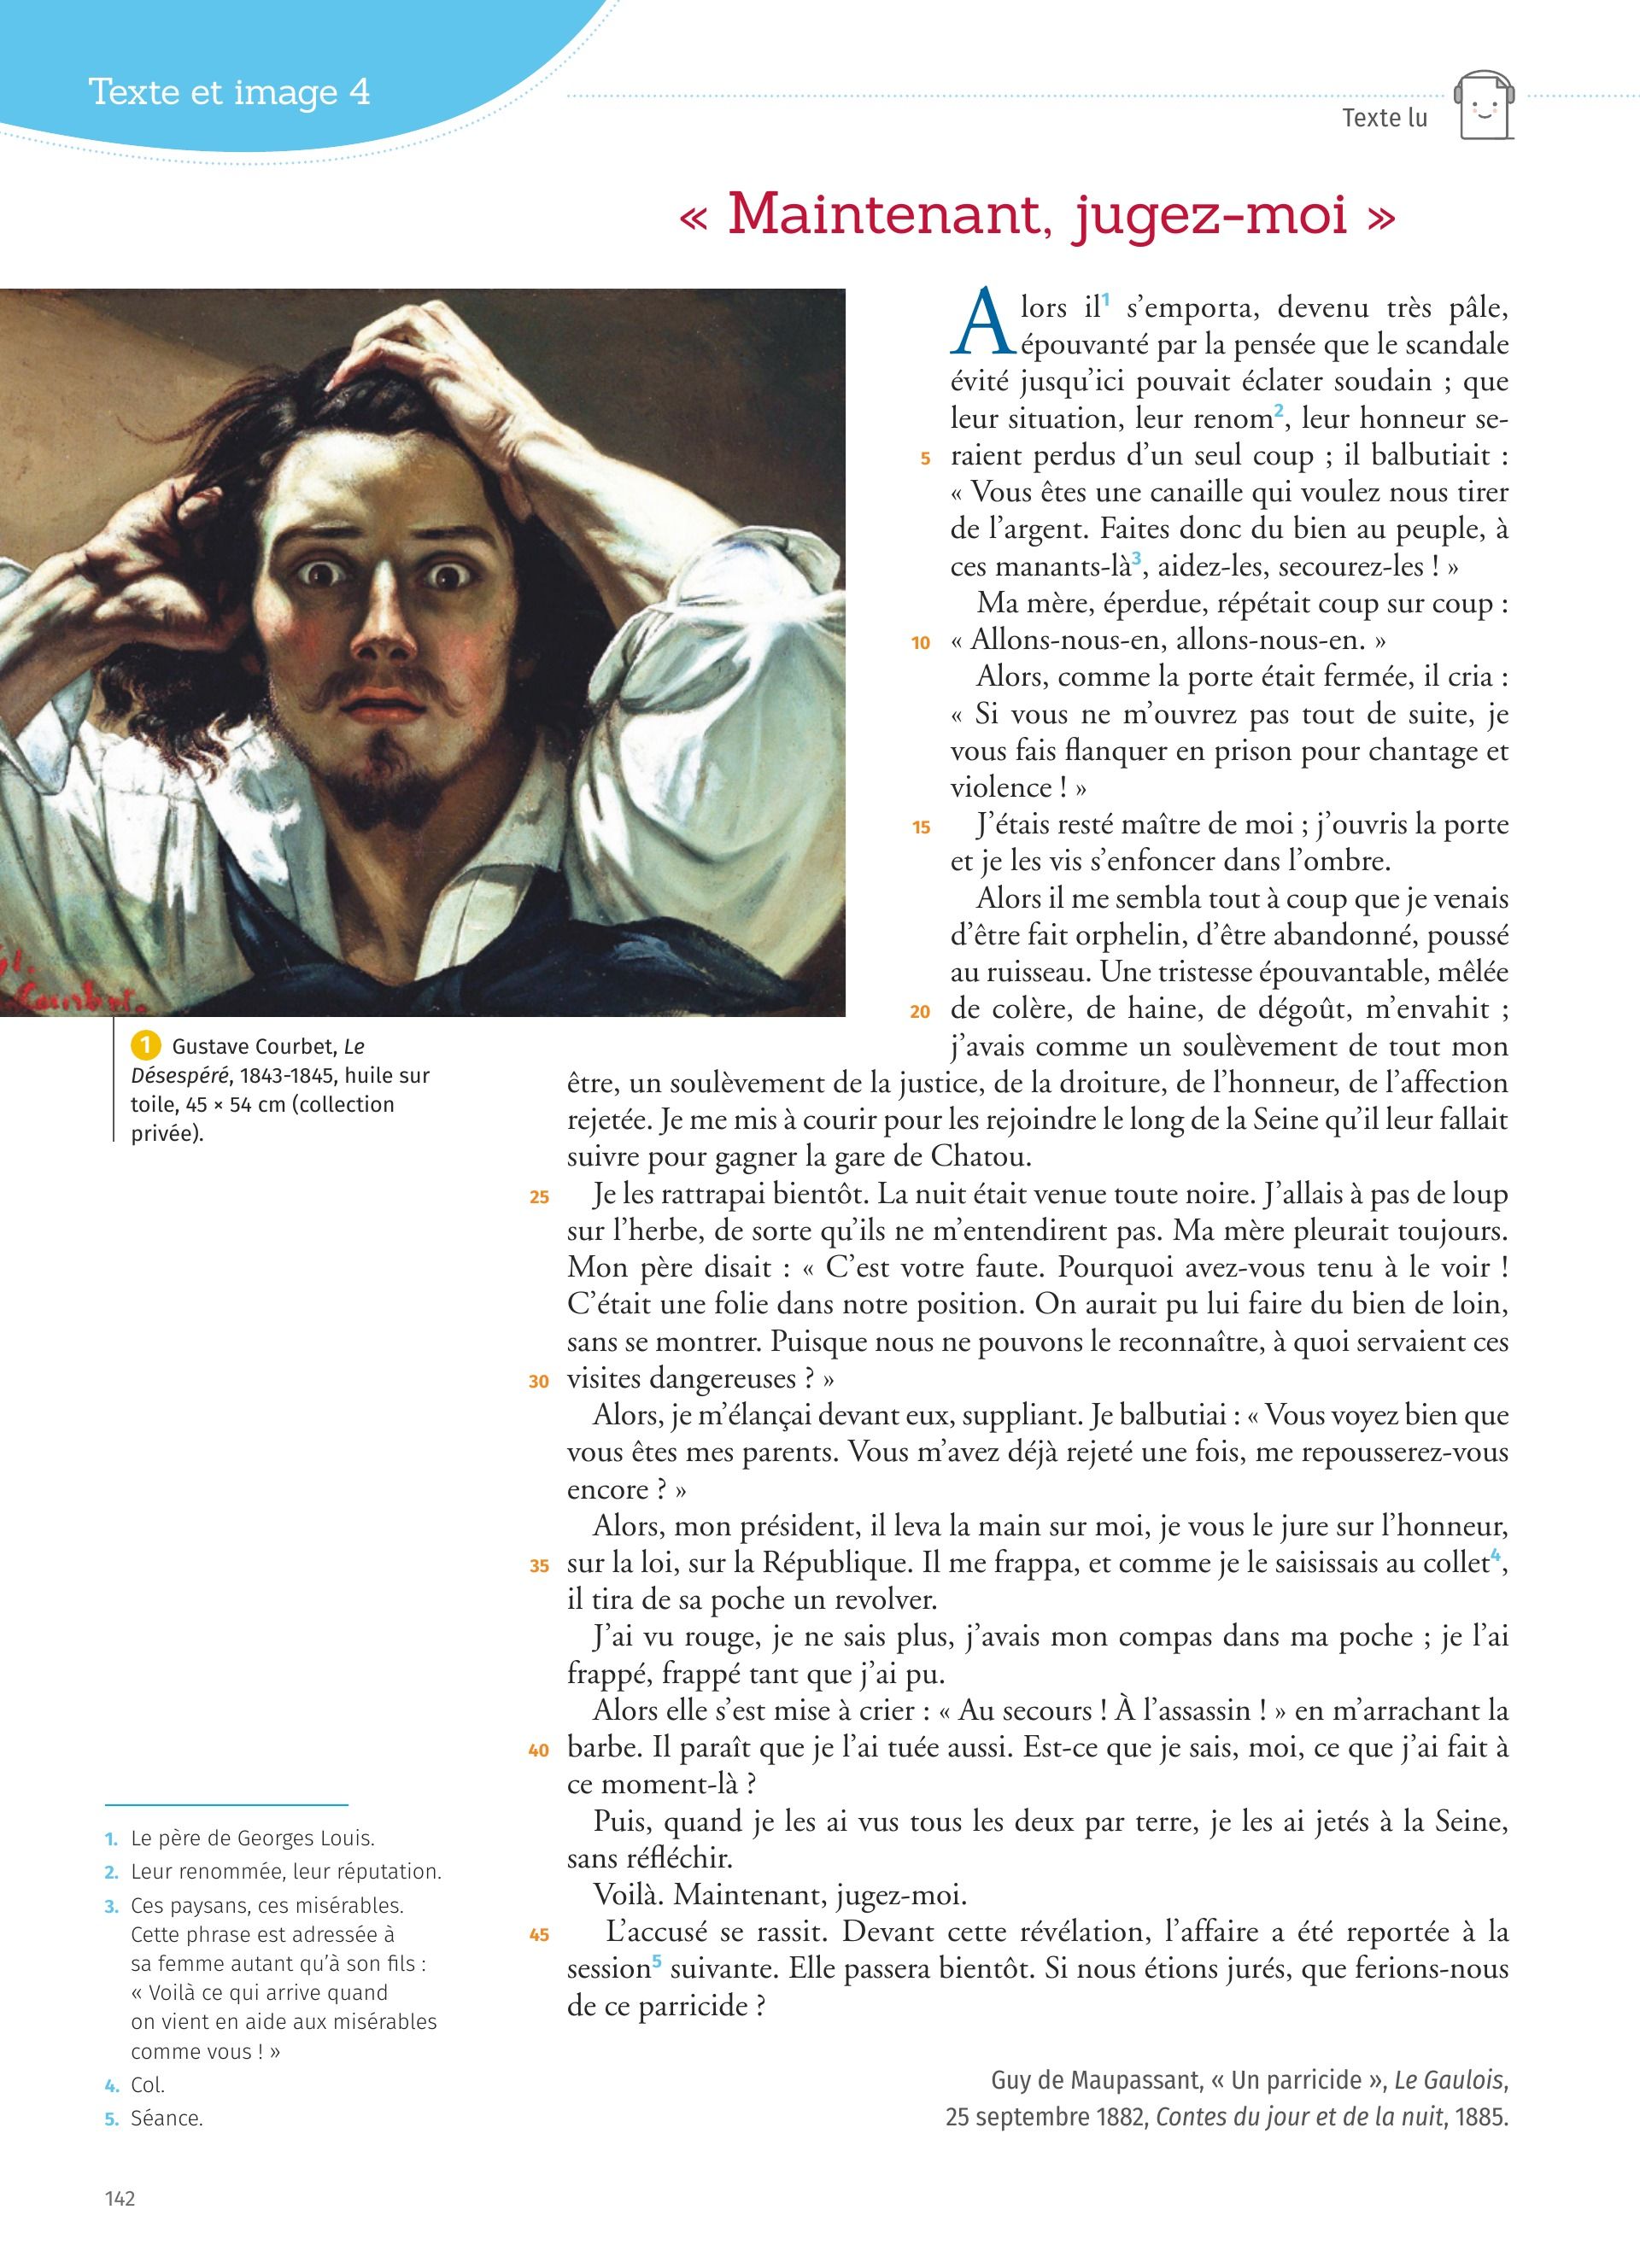 Texte et image 4
Texte lu
« Maintenant, jugez-moi »
Alors il1 s’emporta, devenu très pâle,
épouvanté par la pensée que le scandale
évité jusqu’ici pouvait éclater soudain ; que
leur situation, leur renom2, leur honneur se-
5 raient perdus d’un seul coup ; il balbutiait :
« Vous êtes une canaille qui voulez nous tirer
de l’argent. Faites donc du bien au peuple, à
ces manants-là3, aidez-les, secourez-les ! »
Ma mère, éperdue, répétait coup sur coup :
10 « Allons-nous-en, allons-nous-en. »
Alors, comme la porte était fermée, il cria :
« Si vous ne m’ouvrez pas tout de suite, je
vous fais flanquer en prison pour chantage et
violence ! »
15 J’étais resté maître de moi ; j’ouvris la porte
et je les vis s’enfoncer dans l’ombre.
Alors il me sembla tout à coup que je venais
d’être fait orphelin, d’être abandonné, poussé
au ruisseau. Une tristesse épouvantable, mêlée
20 de colère, de haine, de dégoût, m’envahit ;
j’avais comme un soulèvement de tout mon
être, un soulèvement de la justice, de la droiture, de l’honneur, de l’affection
rejetée. Je me mis à courir pour les rejoindre le long de la Seine qu’il leur fallait
suivre pour gagner la gare de Chatou.
25 Je les rattrapai bientôt. La nuit était venue toute noire. J’allais à pas de loup
sur l’herbe, de sorte qu’ils ne m’entendirent pas. Ma mère pleurait toujours.
Mon père disait : « C’est votre faute. Pourquoi avez-vous tenu à le voir !
C’était une folie dans notre position. On aurait pu lui faire du bien de loin,
sans se montrer. Puisque nous ne pouvons le reconnaître, à quoi servaient ces
30 visites dangereuses ? »
Alors, je m’élançai devant eux, suppliant. Je balbutiai : « Vous voyez bien que
vous êtes mes parents. Vous m’avez déjà rejeté une fois, me repousserez-vous
encore ? »
Alors, mon président, il leva la main sur moi, je vous le jure sur l’honneur,
35 sur la loi, sur la République. Il me frappa, et comme je le saisissais au collet4,
il tira de sa poche un revolver.
J’ai vu rouge, je ne sais plus, j’avais mon compas dans ma poche ; je l’ai
frappé, frappé tant que j’ai pu.
Alors elle s’est mise à crier : « Au secours ! À l’assassin ! » en m’arrachant la
40 barbe. Il paraît que je l’ai tuée aussi. Est-ce que je sais, moi, ce que j’ai fait à
ce moment-là ?
Puis, quand je les ai vus tous les deux par terre, je les ai jetés à la Seine,
sans réfléchir.
Voilà. Maintenant, jugez-moi.
45 L’accusé se rassit. Devant cette révélation, l’affaire a été reportée à la
session5 suivante. Elle passera bientôt. Si nous étions jurés, que ferions-nous
de ce parricide ?
Guy de Maupassant, « Un parricide », Le Gaulois,
25 septembre 1882, Contes du jour et de la nuit, 1885.
Courbet.
1 Gustave Courbet, Le
Désespéré, 1843-1845, huile sur
toile, 45 × 54 cm (collection
privée).
1. Le père de Georges Louis.
2. Leur renommée, leur réputation.
3. Ces paysans, ces misérables.
Cette phrase est adressée à
sa femme autant qu’à son fils :
« Voilà ce qui arrive quand
on vient en aide aux misérables
comme vous ! »
4. Col.
5. Séance.
142